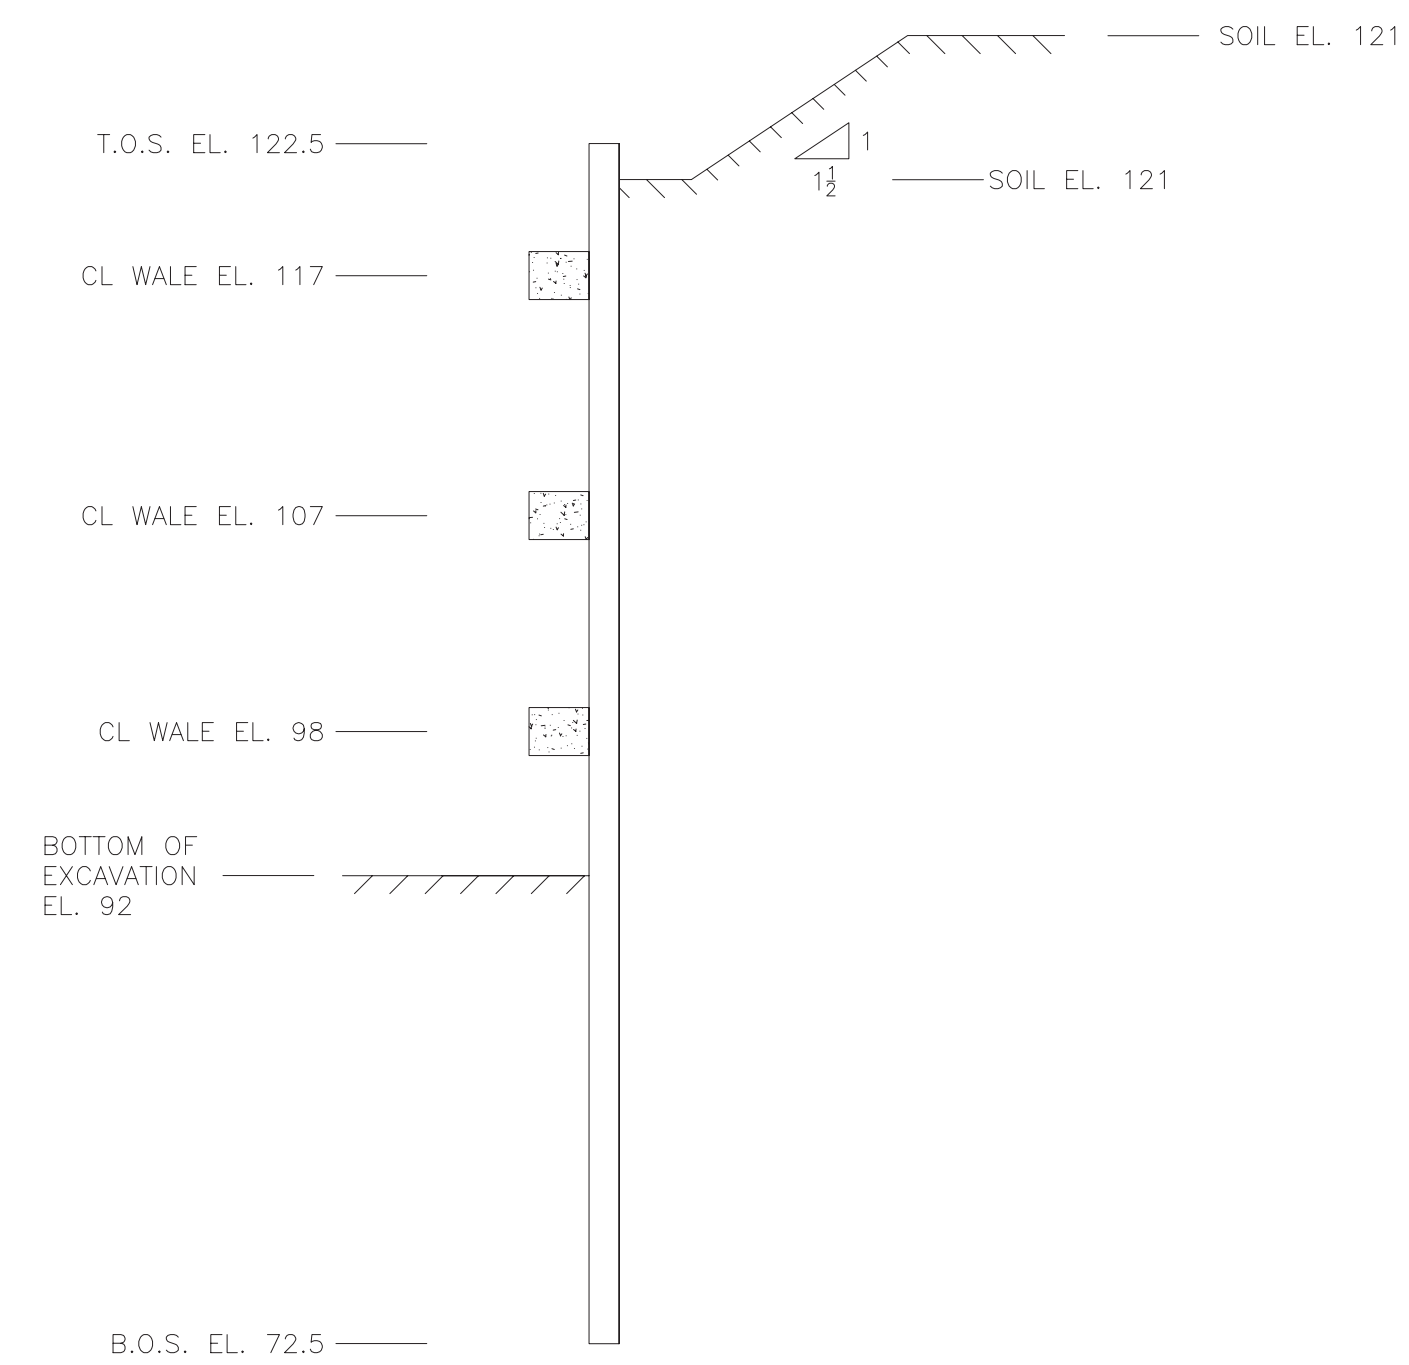 SOIL EL. 121
T.O.S. EL. 122.5
1
1 1/2
SOIL EL. 121
CL WALE EL. 117
CL WALE EL. 107
CL WALE EL. 98
BOTTOM OF
EXCAVATION
EL. 92
B.O.S. EL. 72.5